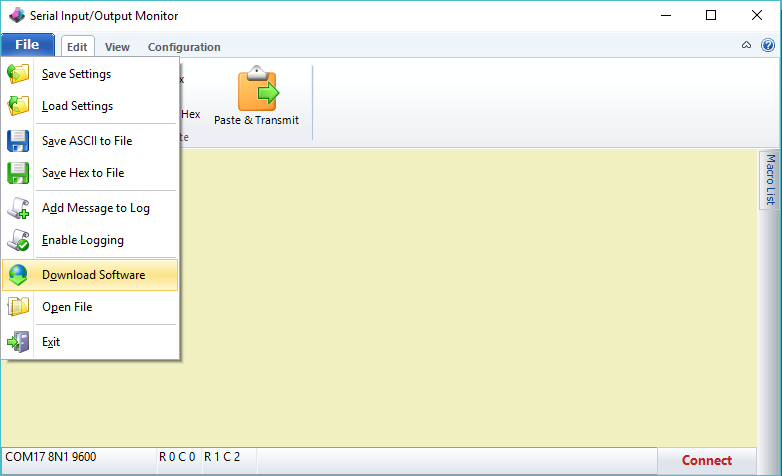 Serial Input/Output Monitor
File Edit View Configuration
Save Settings
Load Settings
Save ASCII to File
Save Hex to File
Add Message to Log
Enable Logging
Download Software
Open File
Exit
Hex
Paste & Transmit
Macro List
COM17 8N1 9600 R 0 C 0 R 1 C 2 Connect